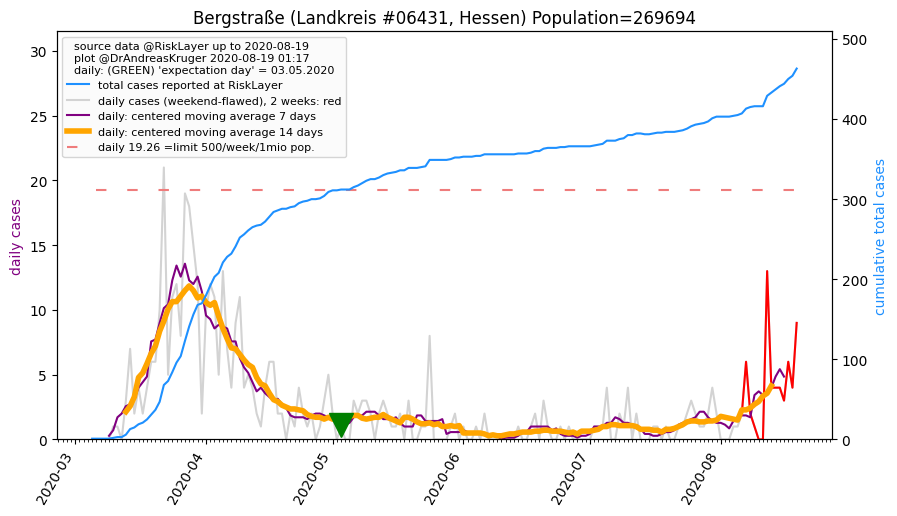 Bergstraße (Landkreis #06431, Hessen) Population=269694
source data @RiskLayer up to 2020-08-19
plot @DrAndreasKruger 2020-08-19 01:17
daily: (GREEN) 'expectation day' = 03.05.2020
total cases reported at RiskLayer
daily cases (weekend-flawed), 2 weeks: red
daily: centered moving average 7 days
daily: centered moving average 14 days
daily 19.26 =limit 500/week/1mio pop.
daily cases
30
25
20
15
10
5
0
cumulative total cases
500
400
300
200
100
0
2020-03
2020-04
2020-05
2020-06
2020-07
2020-08